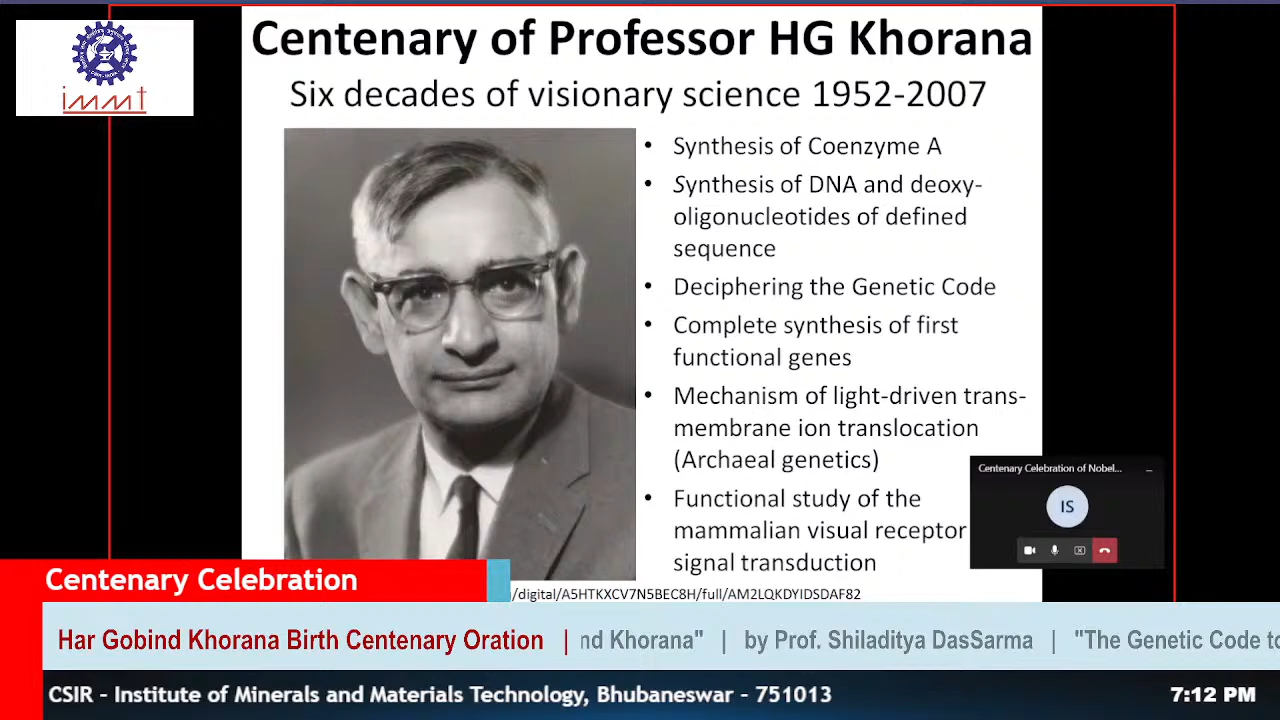 immt
Centenary of Professor HG Khorana
Six decades of visionary science 1952-2007
• Synthesis of Coenzyme A
• Synthesis of DNA and deoxy-
oligonucleotides of defined
sequence
• Deciphering the Genetic Code
• Complete synthesis of first
functional genes
• Mechanism of light-driven trans-
membrane ion translocation
(Archaeal genetics)
• Functional study of the
mammalian visual receptor
signal transduction
Centenary Celebration of Nobel...
IS
/digital/A5HTKXCV7N5BEC8H/full/AM2LQKDYIDSDAF82
Centenary Celebration
Har Gobind Khorana Birth Centenary Oration | nd Khorana" | by Prof. Shiladitya DasSarma | "The Genetic Code to
CSIR - Institute of Minerals and Materials Technology, Bhubaneswar - 751013 7:12 PM